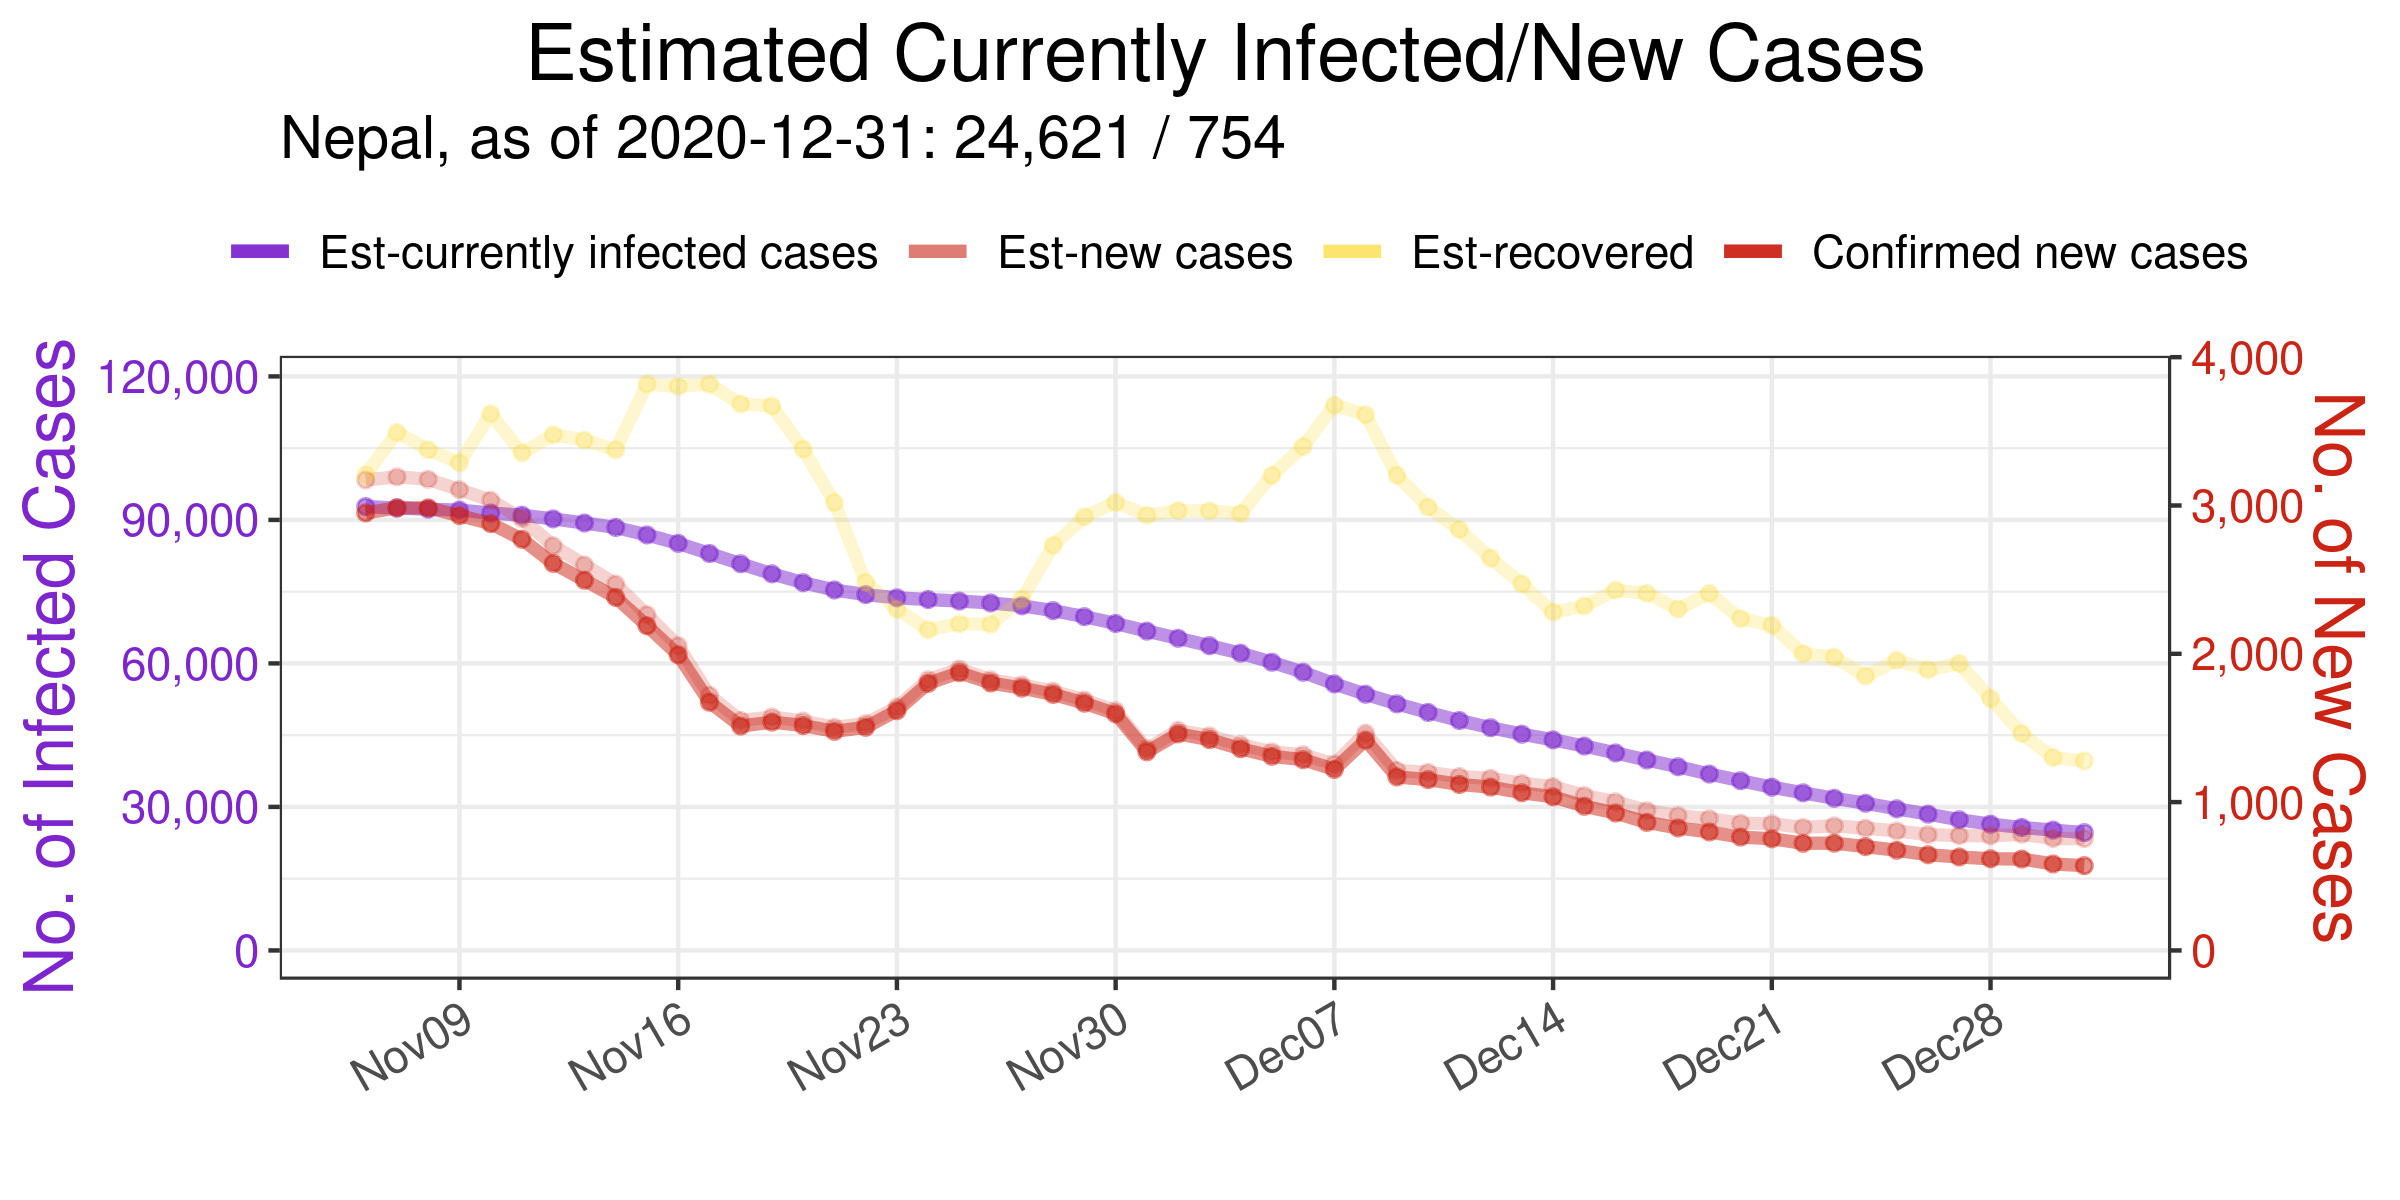 Estimated Currently Infected/New Cases
Nepal, as of 2020-12-31: 24,621 / 754
Est-currently infected cases Est-new cases Est-recovered Confirmed new cases
No. of Infected Cases
120,000
90,000
60,000
30,000
0
4,000
3,000
2,000
1,000
0
No. of New Cases
Nov09 Nov16 Nov23 Nov30 Dec07 Dec14 Dec21 Dec28